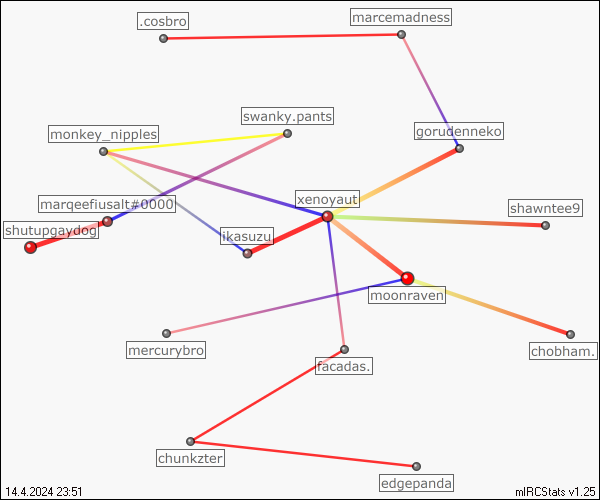 .cosbro
marcemadness
swanky.pants
monkey_nipples
gorudenneko
marqeefiusalt#0000
xenoyaut
shawntee9
shutupgaydog
ikasuzu
moonraven
mercurybro
chobham.
facadas.
chunkzter
edgepanda
14.4.2024 23:51
mIRCStats v1.25